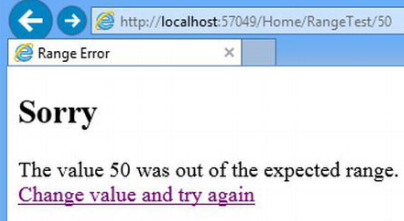 http://localhost:57049/Home/RangeTest/50
Range Error
Sorry
The value 50 was out of the expected range.
Change value and try again